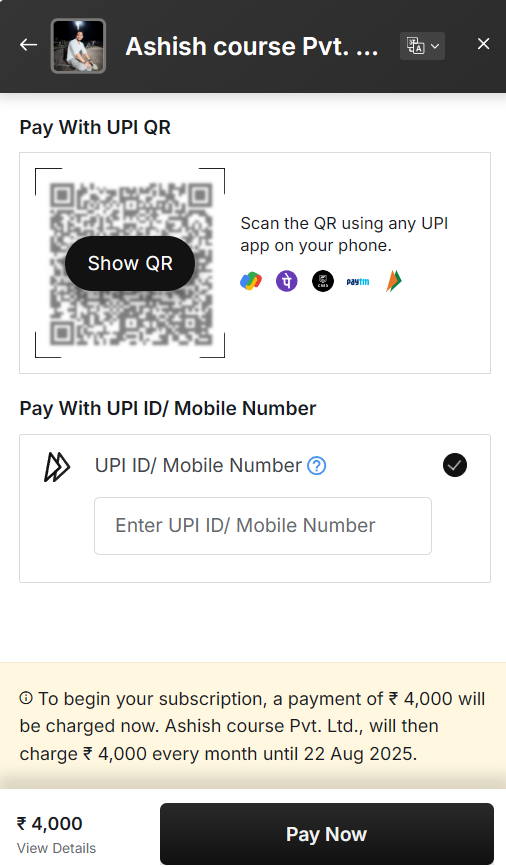 Ashish course Pvt. ...
Pay With UPI QR
Show QR
Scan the QR using any UPI
app on your phone.
पे
CRED
paytm
Pay With UPI ID/ Mobile Number
UPI ID/ Mobile Number ?
Enter UPI ID/ Mobile Number
To begin your subscription, a payment of ₹ 4,000 will
be charged now. Ashish course Pvt. Ltd., will then
charge ₹ 4,000 every month until 22 Aug 2025.
₹ 4,000
View Details
Pay Now